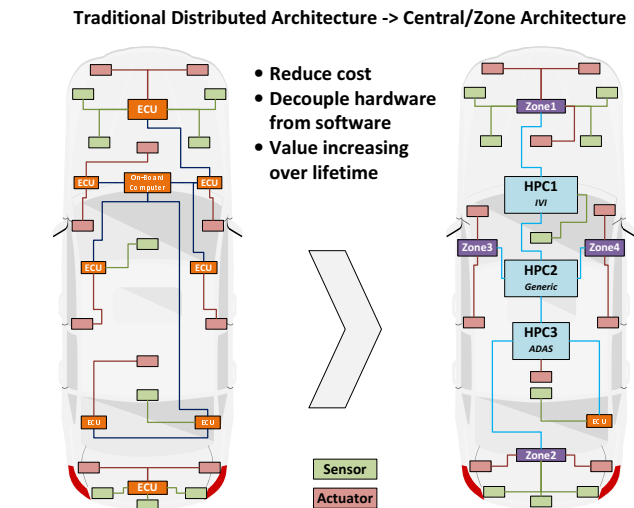 Traditional Distributed Architecture -> Central/Zone Architecture
• Reduce cost
• Decouple hardware
from software
• Value increasing
over lifetime
ECU
ECU
On-Board
Computer
ECU
ECU
ECU
ECU
ECU
ECU
Sensor
Actuator
Zone1
HPC1
IVI
Zone3
Zone4
HPC2
Generic
HPC3
ADAS
ECU
Zone2